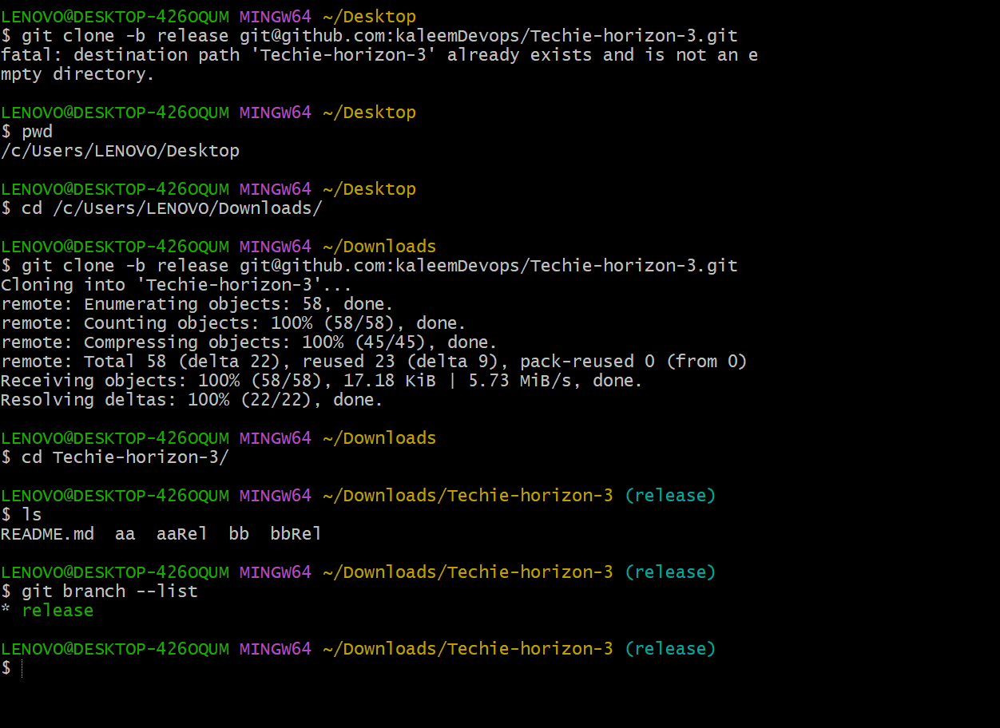 LENOVO@DESKTOP-426OQUM MINGW64 ~/Desktop
$ git clone -b release git@github.com:kaleemDevops/Techie-horizon-3.git
fatal: destination path 'Techie-horizon-3' already exists and is not an e
mpty directory.
LENOVO@DESKTOP-426OQUM MINGW64 ~/Desktop
$ pwd
/c/Users/LENOVO/Desktop
LENOVO@DESKTOP-426OQUM MINGW64 ~/Desktop
$ cd /c/Users/LENOVO/Downloads/
LENOVO@DESKTOP-426OQUM MINGW64 ~/Downloads
$ git clone -b release git@github.com:kaleemDevops/Techie-horizon-3.git
Cloning into 'Techie-horizon-3'...
remote: Enumerating objects: 58, done.
remote: Counting objects: 100% (58/58), done.
remote: Compressing objects: 100% (45/45), done.
remote: Total 58 (delta 22), reused 23 (delta 9), pack-reused 0 (from 0)
Receiving objects: 100% (58/58), 17.18 KiB | 5.73 MiB/s, done.
Resolving deltas: 100% (22/22), done.
LENOVO@DESKTOP-426OQUM MINGW64 ~/Downloads
$ cd Techie-horizon-3/
LENOVO@DESKTOP-426OQUM MINGW64 ~/Downloads/Techie-horizon-3 (release)
$ ls
README.md  aa  aaRel  bb  bbRel
LENOVO@DESKTOP-426OQUM MINGW64 ~/Downloads/Techie-horizon-3 (release)
$ git branch --list
* release
LENOVO@DESKTOP-426OQUM MINGW64 ~/Downloads/Techie-horizon-3 (release)
$